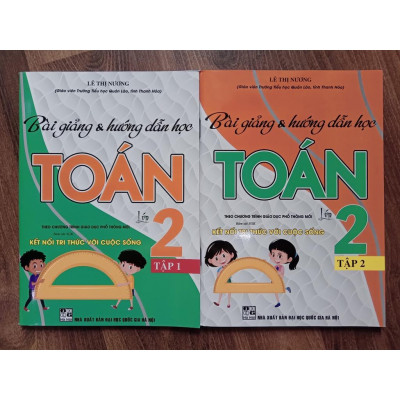 LÊ THỊ NƯƠNG
(Giáo viên Trường Tiểu học Quán Lào, tỉnh Thanh Hóa)
Bài giảng & hướng dẫn học
TOÁN
Lớp 2
THEO CHƯƠNG TRÌNH GIÁO DỤC PHỔ THÔNG MỚI
KẾT NỐI TRI THỨC VỚI CUỘC SỐNG
TẬP 1
NHÀ XUẤT BẢN ĐẠI HỌC QUỐC GIA HÀ NỘI
LÊ THỊ NƯƠNG
(Giáo viên Trường Tiểu học Quán Lào, tỉnh Thanh Hóa)
Bài giảng & hướng dẫn học
TOÁN
Lớp 2
THEO CHƯƠNG TRÌNH GIÁO DỤC PHỔ THÔNG MỚI
KẾT NỐI TRI THỨC VỚI CUỘC SỐNG
TẬP 2
NHÀ XUẤT BẢN ĐẠI HỌC QUỐC GIA HÀ NỘI